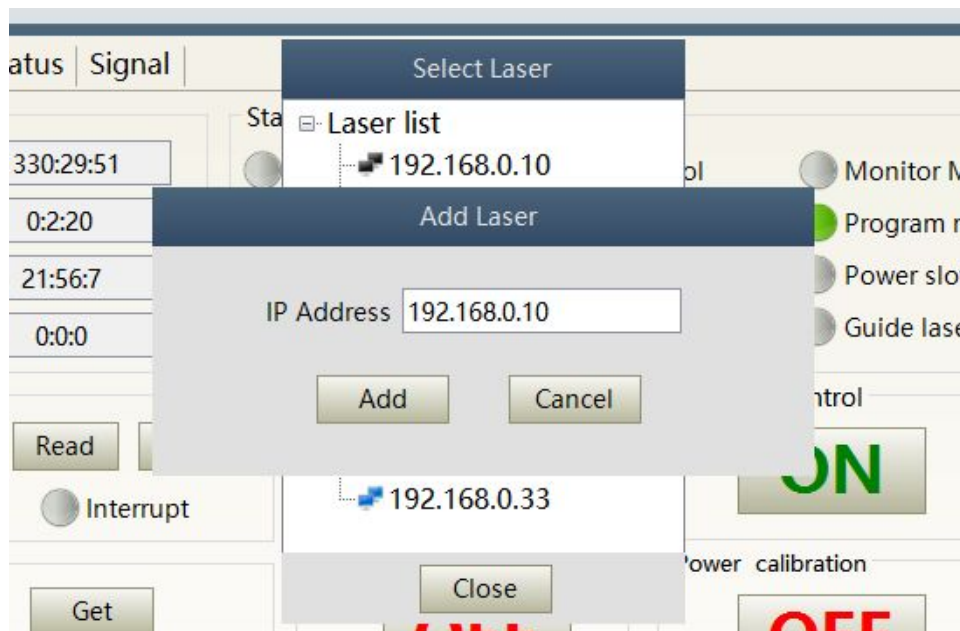 atus
Signal
Select Laser
Sta
Laser list
330:29:51
192.168.0.10
ol
Monitor M
Add Laser
0:2:20
Program r
21:56:7
Power slo
IP Address 192.168.0.10
0:0:0
Guide lase
Add
Cancel
ntrol
Read
ON
192.168.0.33
Interrupt
Power calibration
Close
Get
OFF